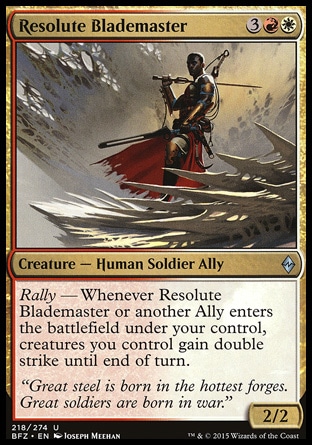 Resolute Blademaster 3
Creature — Human Soldier Ally
Rally — Whenever Resolute
Blademaster or another Ally enters
the battlefield under your control,
creatures you control gain double
strike until end of turn.
“Great steel is born in the hottest forges.
Great soldiers are born in war.”
2/2
218/274 U
BFZ • EN Joseph Meehan
™ & © 2015 Wizards of the Coast